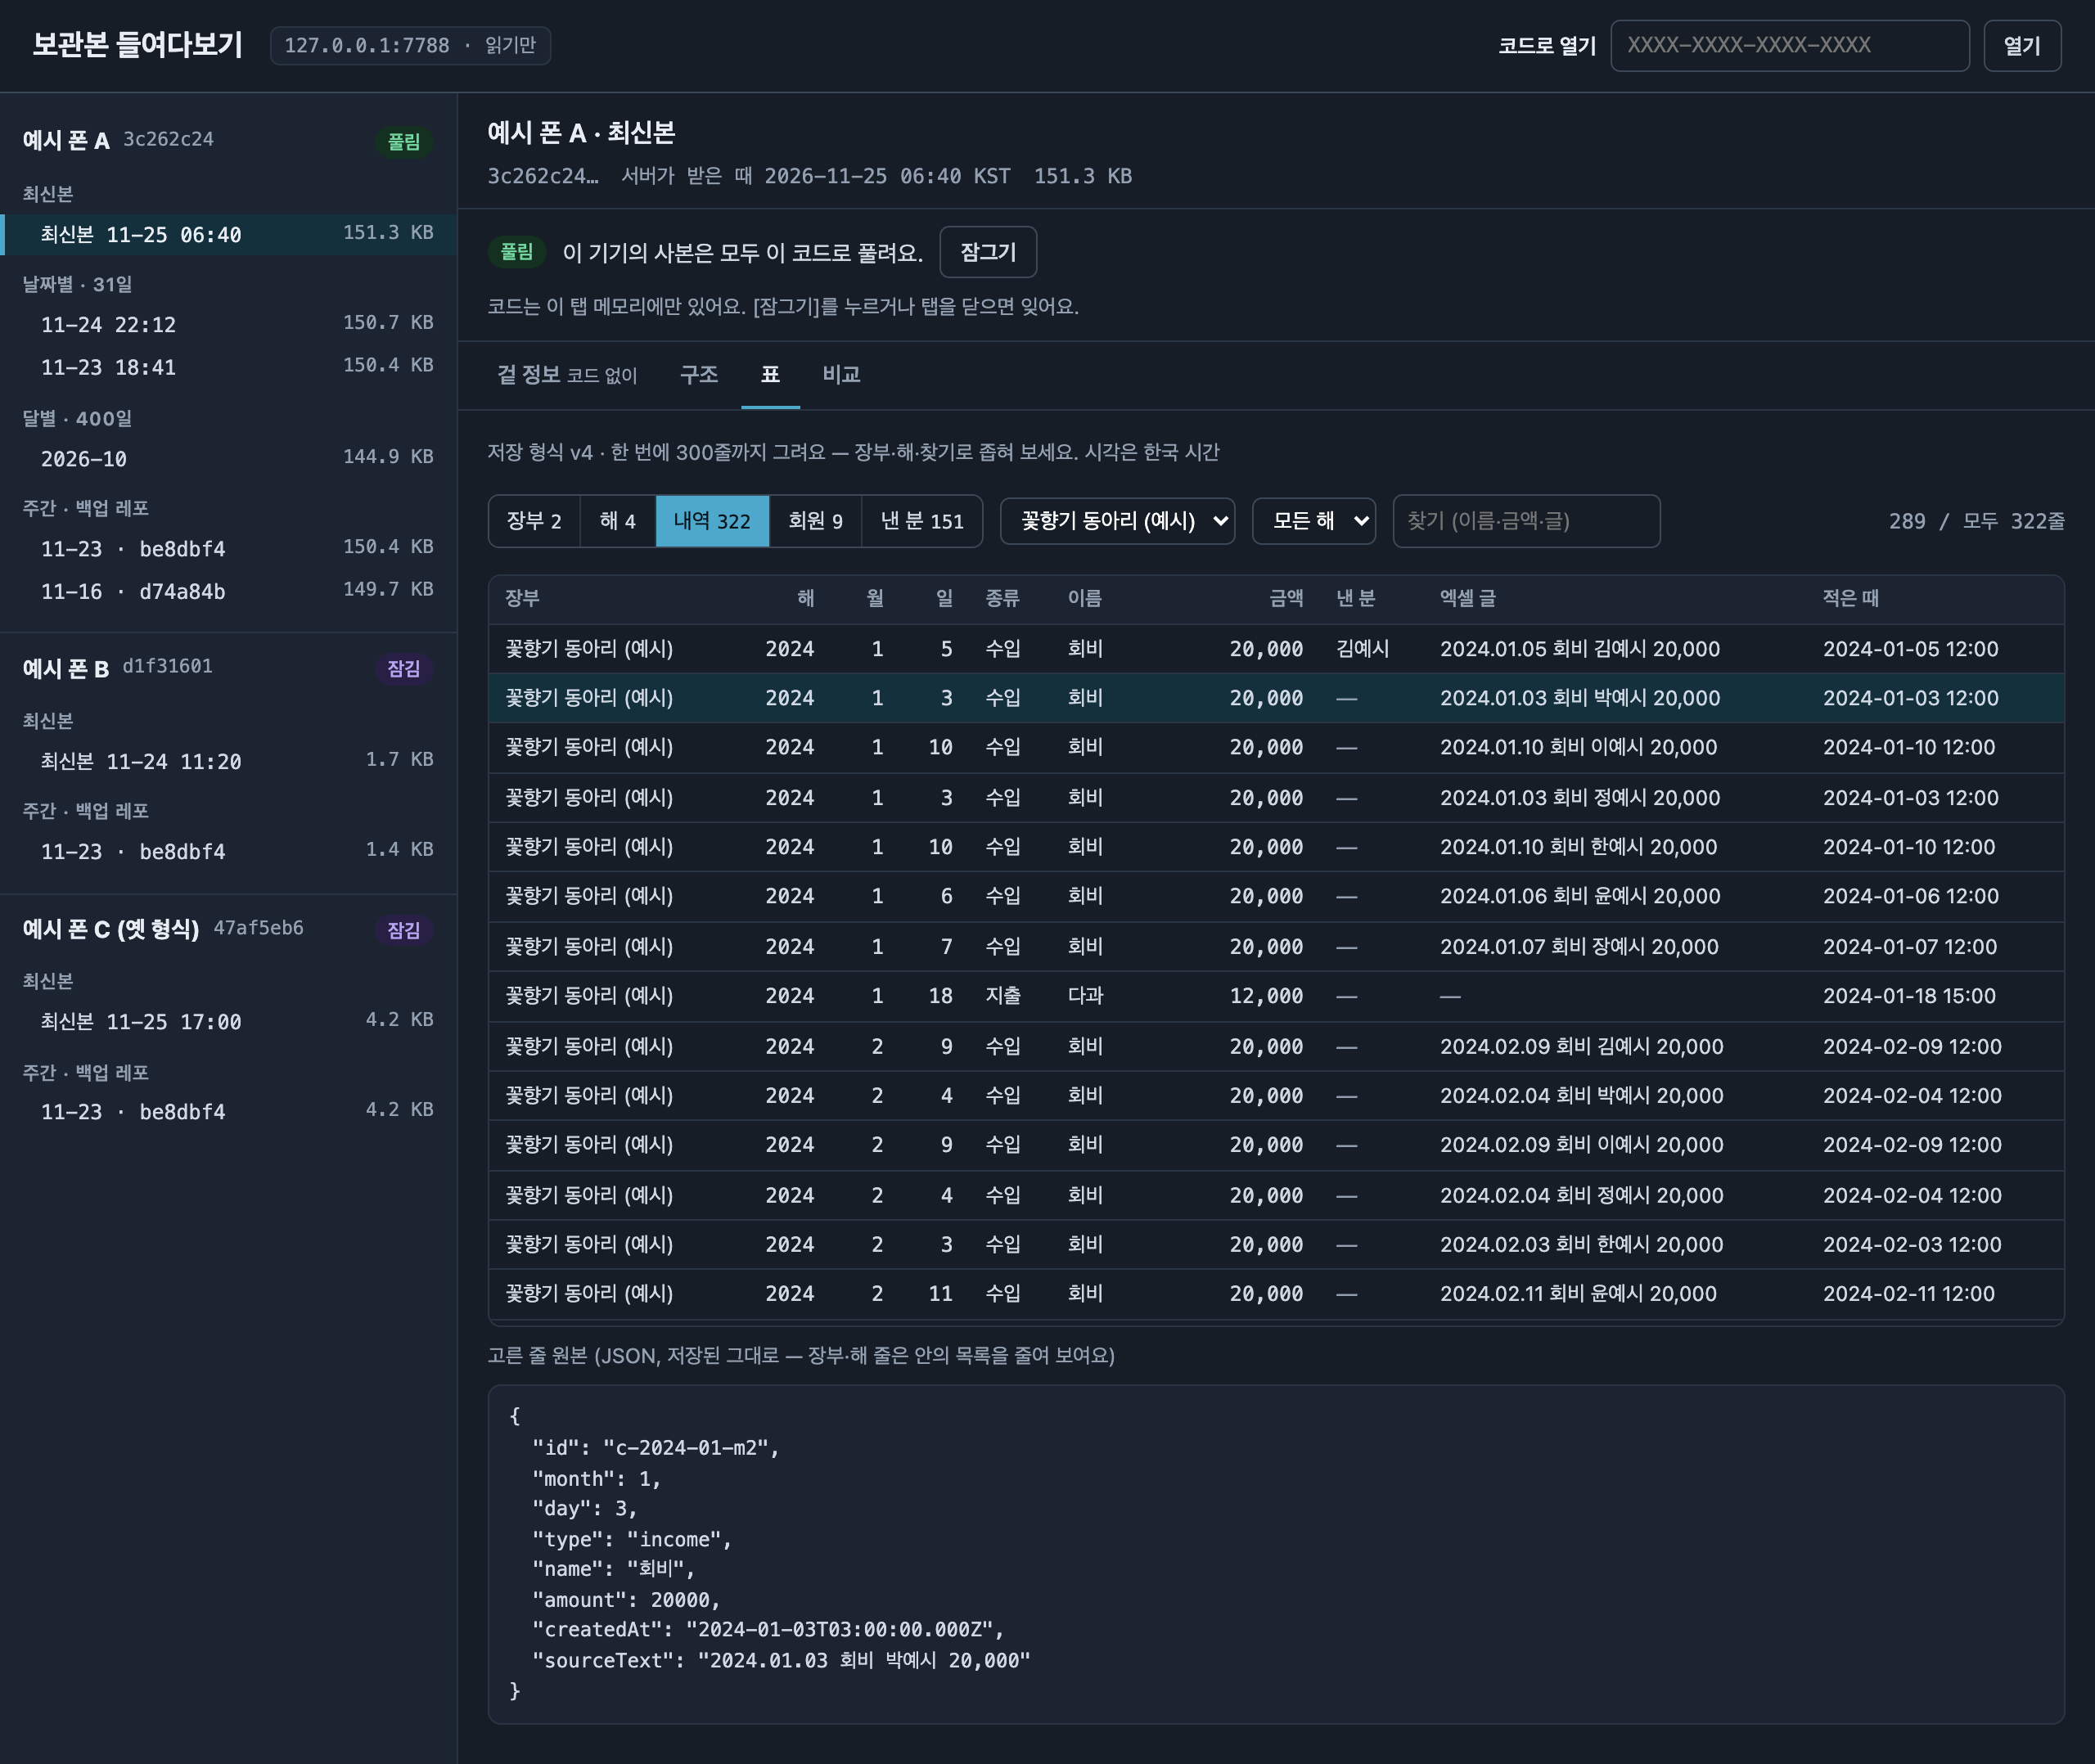 보관본 들여다보기 127.0.0.1:7788 · 읽기만 코드로 열기 XXXX-XXXX-XXXX-XXXX 열기
예시 폰 A 3c262c24 풀림
최신본
최신본 11-25 06:40 151.3 KB
날짜별 · 31일
11-24 22:12 150.7 KB
11-23 18:41 150.4 KB
달별 · 400일
2026-10 144.9 KB
주간 · 백업 레포
11-23 · be8dbf4 150.4 KB
11-16 · d74a84b 149.7 KB
예시 폰 B d1f31601 잠김
최신본
최신본 11-24 11:20 1.7 KB
주간 · 백업 레포
11-23 · be8dbf4 1.4 KB
예시 폰 C (옛 형식) 47af5eb6 잠김
최신본
최신본 11-25 17:00 4.2 KB
주간 · 백업 레포
11-23 · be8dbf4 4.2 KB
예시 폰 A · 최신본
3c262c24… 서버가 받은 때 2026-11-25 06:40 KST 151.3 KB
풀림 이 기기의 사본은 모두 이 코드로 풀려요. 잠그기
코드는 이 탭 메모리에만 있어요. [잠그기]를 누르거나 탭을 닫으면 잊어요.
겉 정보 코드 없이 구조 표 비교
저장 형식 v4 · 한 번에 300줄까지 그려요 — 장부·해·찾기로 좁혀 보세요. 시각은 한국 시간
장부 2 해 4 내역 322 회원 9 낸 분 151 꽃향기 동아리 (예시) 모든 해 찾기 (이름·금액·글) 289 / 모두 322줄
장부 해 월 일 종류 이름 금액 낸 분 엑셀 글 적은 때
꽃향기 동아리 (예시) 2024 1 5 수입 회비 20,000 김예시 2024.01.05 회비 김예시 20,000 2024-01-05 12:00
꽃향기 동아리 (예시) 2024 1 3 수입 회비 20,000 — 2024.01.03 회비 박예시 20,000 2024-01-03 12:00
꽃향기 동아리 (예시) 2024 1 10 수입 회비 20,000 — 2024.01.10 회비 이예시 20,000 2024-01-10 12:00
꽃향기 동아리 (예시) 2024 1 3 수입 회비 20,000 — 2024.01.03 회비 정예시 20,000 2024-01-03 12:00
꽃향기 동아리 (예시) 2024 1 10 수입 회비 20,000 — 2024.01.10 회비 한예시 20,000 2024-01-10 12:00
꽃향기 동아리 (예시) 2024 1 6 수입 회비 20,000 — 2024.01.06 회비 윤예시 20,000 2024-01-06 12:00
꽃향기 동아리 (예시) 2024 1 7 수입 회비 20,000 — 2024.01.07 회비 장예시 20,000 2024-01-07 12:00
꽃향기 동아리 (예시) 2024 1 18 지출 다과 12,000 — — 2024-01-18 15:00
꽃향기 동아리 (예시) 2024 2 9 수입 회비 20,000 — 2024.02.09 회비 김예시 20,000 2024-02-09 12:00
꽃향기 동아리 (예시) 2024 2 4 수입 회비 20,000 — 2024.02.04 회비 박예시 20,000 2024-02-04 12:00
꽃향기 동아리 (예시) 2024 2 9 수입 회비 20,000 — 2024.02.09 회비 이예시 20,000 2024-02-09 12:00
꽃향기 동아리 (예시) 2024 2 4 수입 회비 20,000 — 2024.02.04 회비 정예시 20,000 2024-02-04 12:00
꽃향기 동아리 (예시) 2024 2 3 수입 회비 20,000 — 2024.02.03 회비 한예시 20,000 2024-02-03 12:00
꽃향기 동아리 (예시) 2024 2 11 수입 회비 20,000 — 2024.02.11 회비 윤예시 20,000 2024-02-11 12:00
고른 줄 원본 (JSON, 저장된 그대로 — 장부·해 줄은 안의 목록을 줄여 보여요)
{
"id": "c-2024-01-m2",
"month": 1,
"day": 3,
"type": "income",
"name": "회비",
"amount": 20000,
"createdAt": "2024-01-03T03:00:00.000Z",
"sourceText": "2024.01.03 회비 박예시 20,000"
}